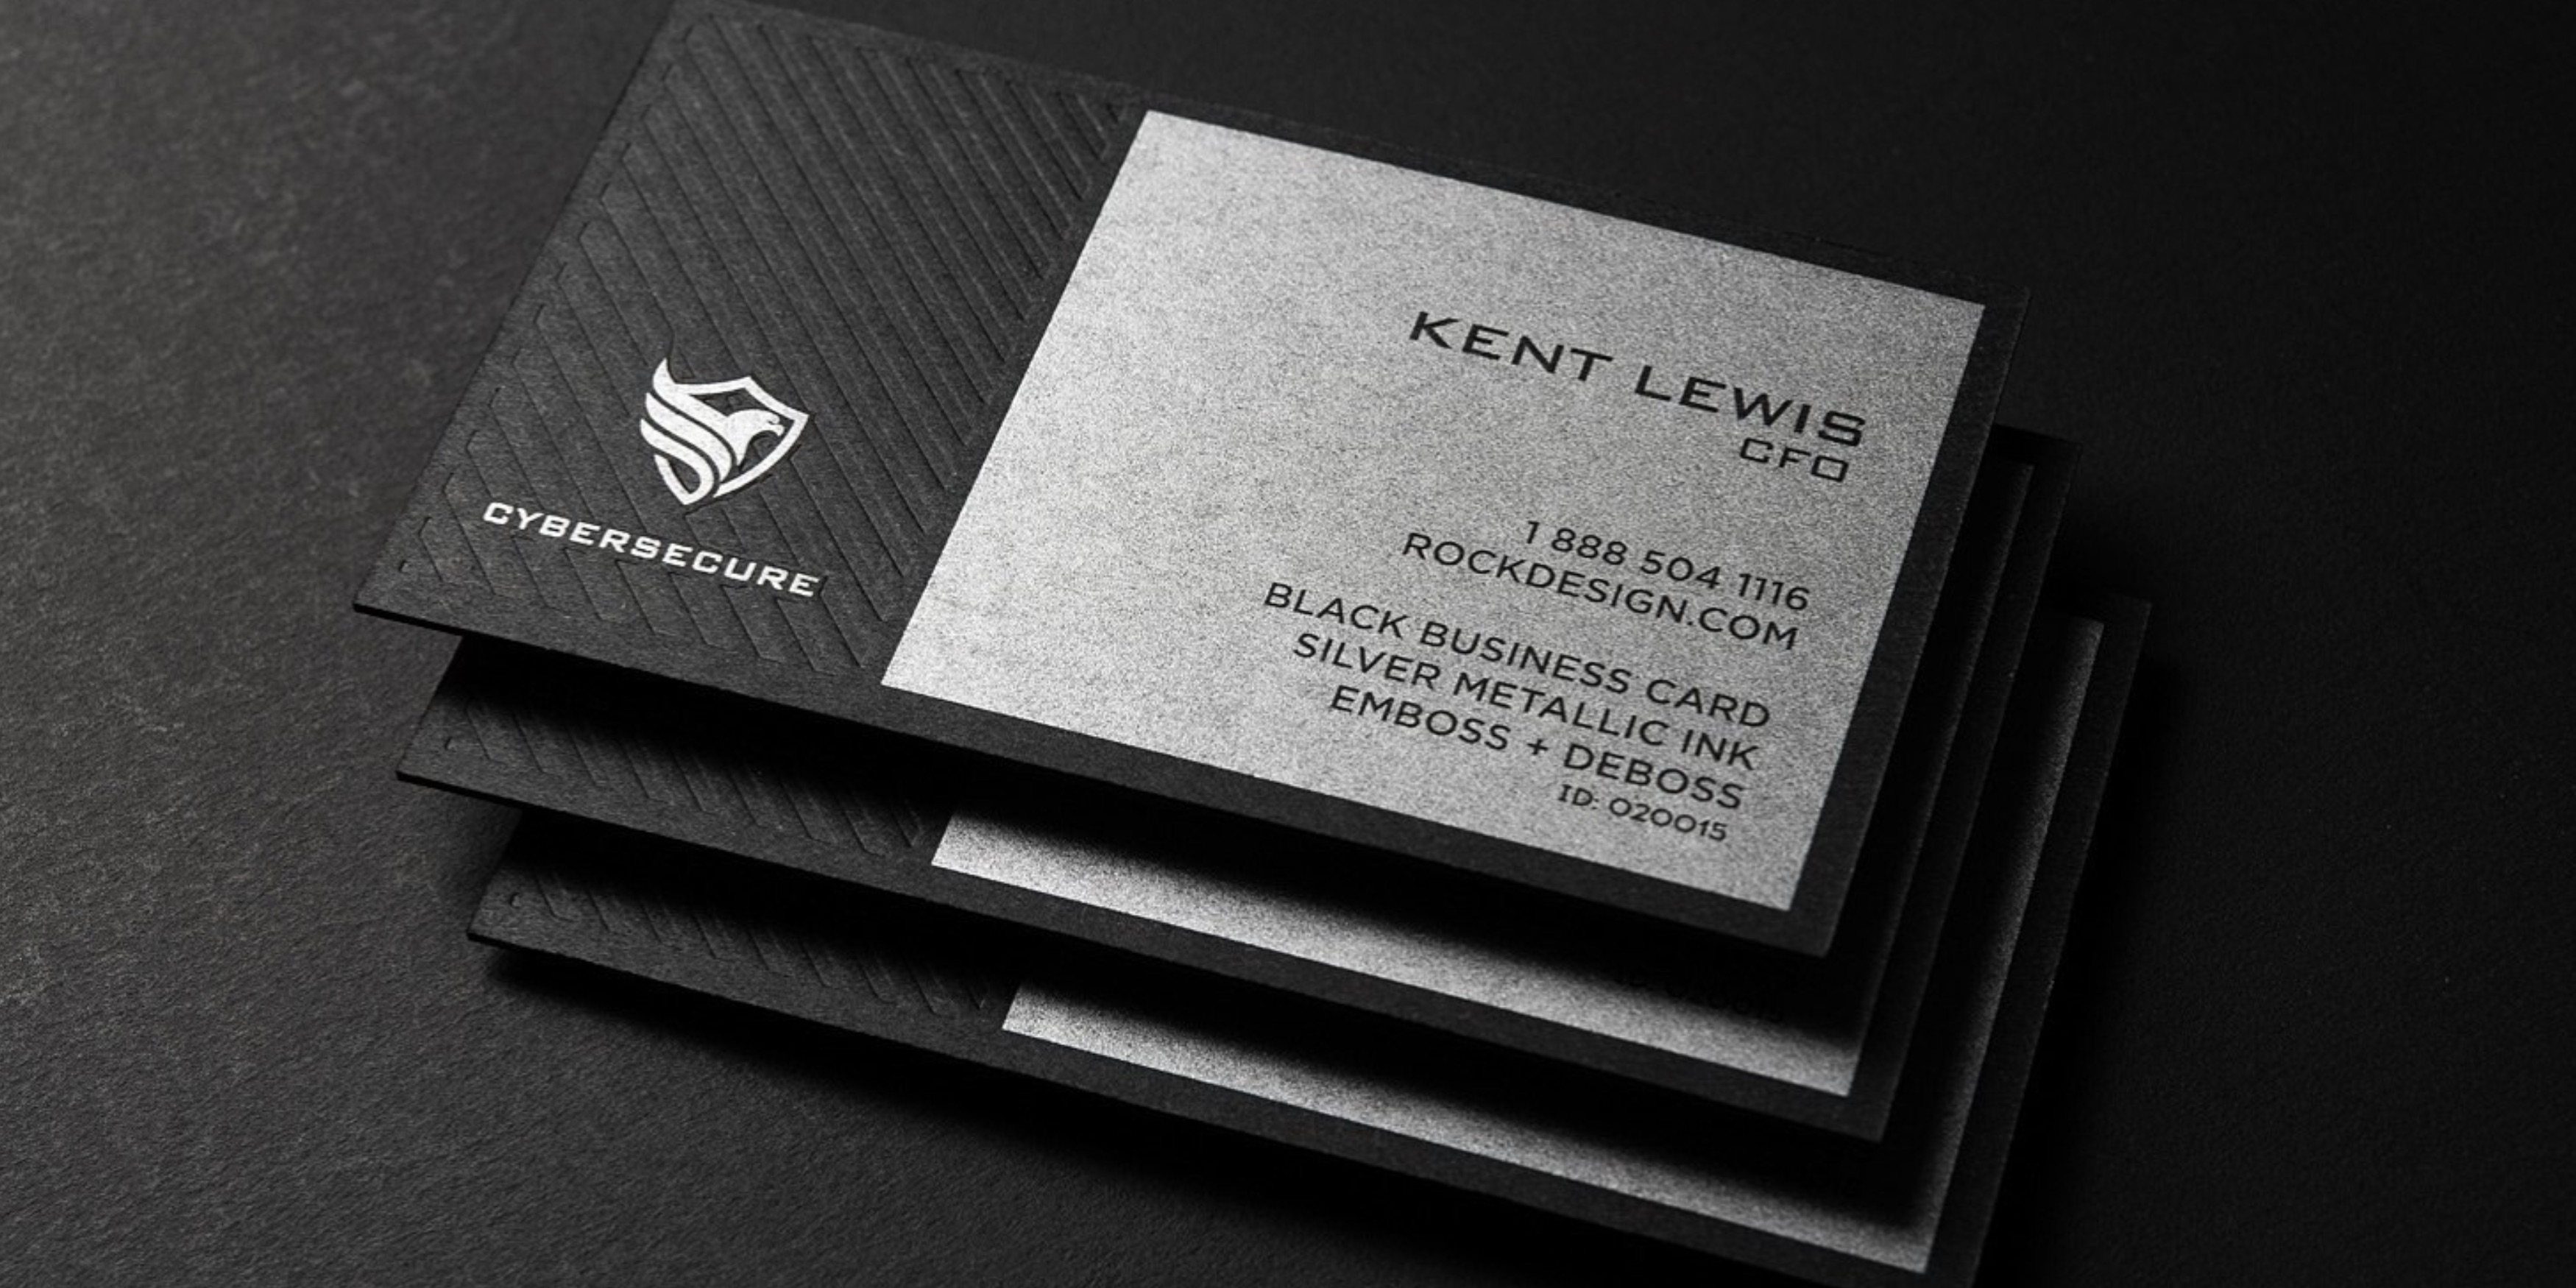 CYBERSECURE
KENT LEWIS
CFO
1 888 504 1116
ROCKDESIGN.COM
BLACK BUSINESS CARD
SILVER METALLIC INK
EMBOSS + DEBOSS
ID: 020015